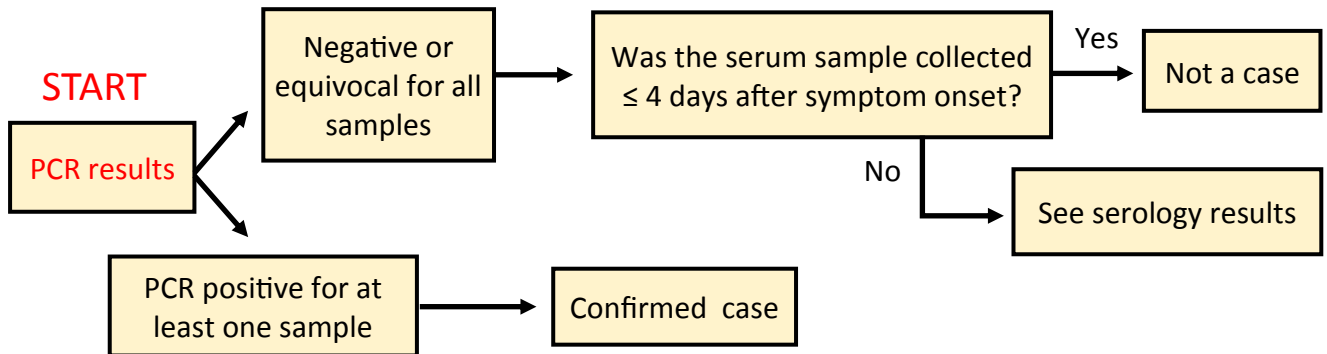 START
PCR results
Negative or
equivocal for all
samples
Was the serum sample collected
≤ 4 days after symptom onset?
Yes
Not a case
No
See serology results
PCR positive for at
least one sample
Confirmed case